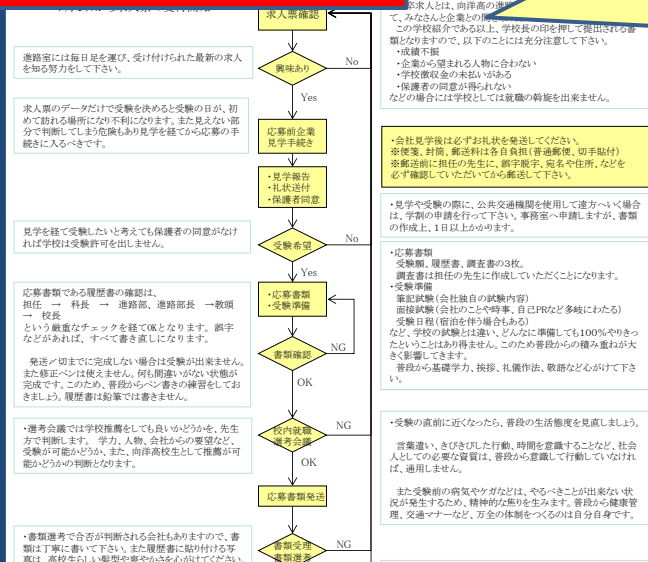 求人票確認
進路室には毎日足を運び、受け付けられた最新の求人
を知る努力をして下さい。
興味あり
No
Yes
求人票のデータだけで受験を決めると受験の日が、初
めて訪れる場所になり不利になります。また見えない部
分で判断してしまう危険もあり見学を経てから応募の手
続きに入るべきです。
応募前企業
見学手続き
・見学報告
・礼状送付
・保護者同意
見学を経て受験したいと考えても保護者の同意がなけ
れば学校は受験許可を出しません。
受験希望
No
Yes
応募書類である履歴書の確認は、
担任 → 科長 → 進路部、進路部長 →教頭
→ 校長
という厳重なチェックを経てOKとなります。誤字
などがあれば、すべて書き直しになります。
発送〆切までに完成しない場合は受験が出来ません。
また修正ペンは使えません。何も間違いがない状態が
完成です。このため、普段からペン書きの練習をしてお
きましょう。履歴書は鉛筆では書きません。
・応募書類
・受験準備
書類確認
NG
OK
・選考会議では学校推薦をしても良いかどうかを、先生
方で判断します。 学力、人物、会社からの要望など、
受験が可能かどうか、また、向洋高校生として推薦が可
能かどうかの判断となります。
校内就職
選考会議
NG
OK
応募書類発送
・書類選考で合否が判断される会社もありますので、書
類は丁寧に書いて下さい。また履歴書に貼り付ける写
真は、高校生らしい髪型や爽やかさを心がけてください。
書類受理
書類選考
NG
卒求人とは、向洋高の進
て、みなさんと企業との間
この学校紹介である以上、学校長の印を押して提出される書
類となりますので、以下のことには充分注意して下さい。
・成績不振
・企業から望まれる人物に合わない
・学校徴収金の未払いがある
・保護者の同意が得られない
などの場合には学校としては就職の斡旋を出来ません。
・会社見学後は必ずお礼状を発送してください。
※便箋、封筒、郵送料は各自負担(普通郵便、切手貼付)
※郵送前に担任の先生に、誤字脱字、宛名や住所、などを
必ず確認していただいてから郵送して下さい。
・見学や受験の際に、公共交通機関を使用して遠方へいく場合
は、学割の申請を行って下さい。事務室へ申請しますが、書類
の作成上、1日以上かかります。
・応募書類
受験願、履歴書、調査書の3枚。
調査書は担任の先生に作成していただくことになります。
・受験準備
筆記試験(会社独自の試験内容)
面接試験(会社のことや時事、自己PRなど多岐にわたる)
受験日程(宿泊を伴う場合もある)
など、学校の試験とは違い、どんなに準備しても100%やりきっ
たということはあり得ません。このため普段からの積み重ねが大
きく影響してきます。
普段から基礎学力、挨拶、礼儀作法、敬語など心がけて下さ
い。
・受験の直前に近くなったら、普段の生活態度を見直しましょう。
言葉遣い、きびきびした行動、時間を意識することなど、社会
人としての必要な資質は、普段から意識して行動していなけれ
ば、通用しません。
また受験前の病気やケガなどは、やるべきことが出来ない状
況が発生するため、精神的な焦りを生みます。普段から健康管
理、交通マナーなど、万全の体制をつくるのは自分自身です。